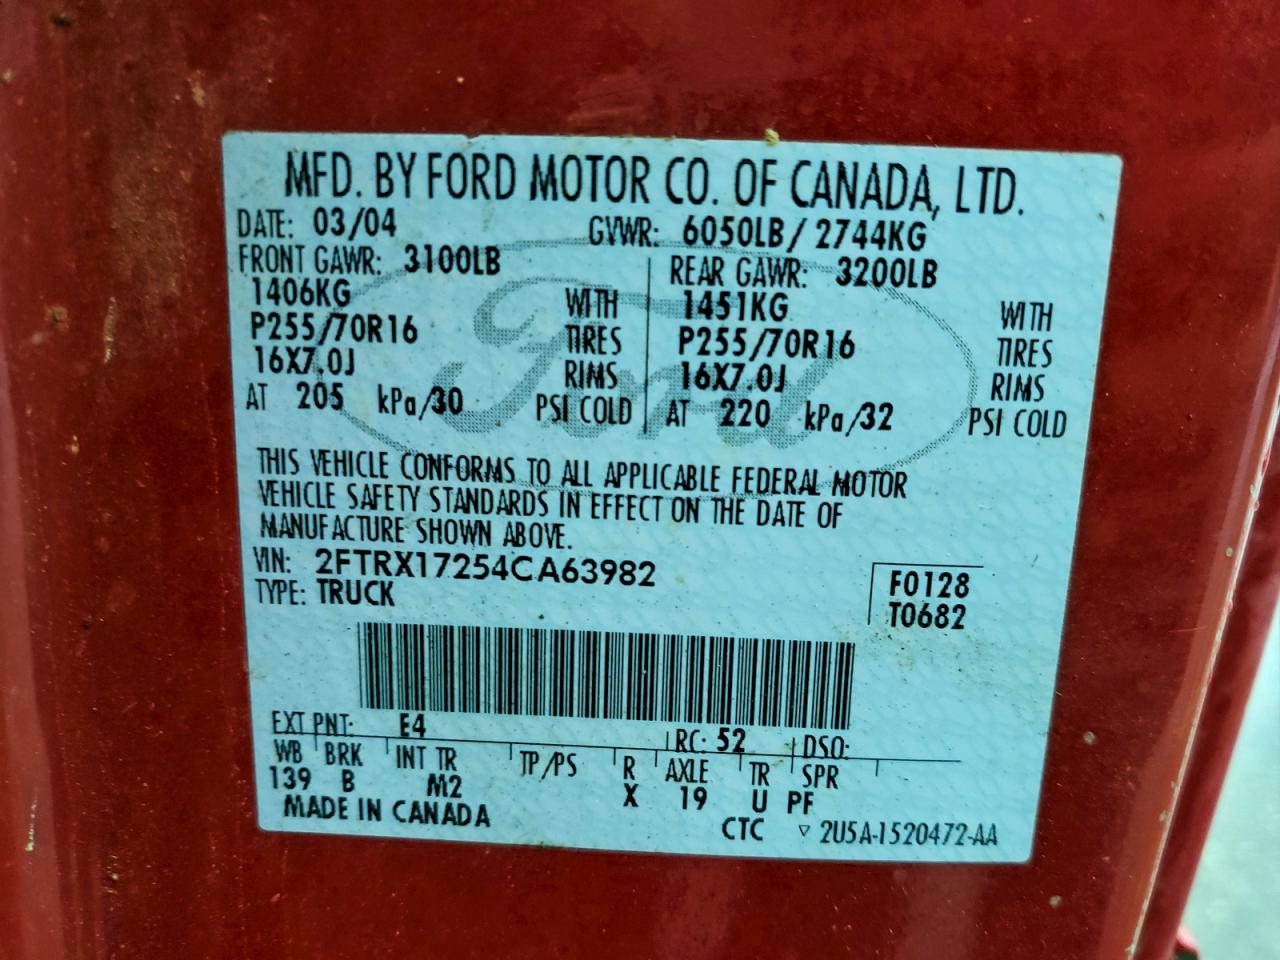 MFD. BY FORD MOTOR CO. OF CANADA, LTD.
DATE: 03/04 GVWR: 6050LB/2744KG
FRONT GAWR: 3100LB REAR GAWR: 3200LB
1406KG WITH 1451KG WITH
P255/70R16 TIRES P255/70R16 TIRES
16X7.0J RIMS 16X7.0J RIMS
AT 205 kPa/30 PSI COLD AT 220 kPa/32 PSI COLD
Ford
THIS VEHICLE CONFORMS TO ALL APPLICABLE FEDERAL MOTOR
VEHICLE SAFETY STANDARDS IN EFFECT ON THE DATE OF
MANUFACTURE SHOWN ABOVE.
VIN: 2FTRX17254CA63982 F0128
TYPE: TRUCK T0682
EXT PNT: E4 RC: 52 DSO:
WB BRK INT TR TP/PS R AXLE TR SPR
139 B M2 X 19 U PF
MADE IN CANADA CTC ▽ 2U5A-1520472-AA